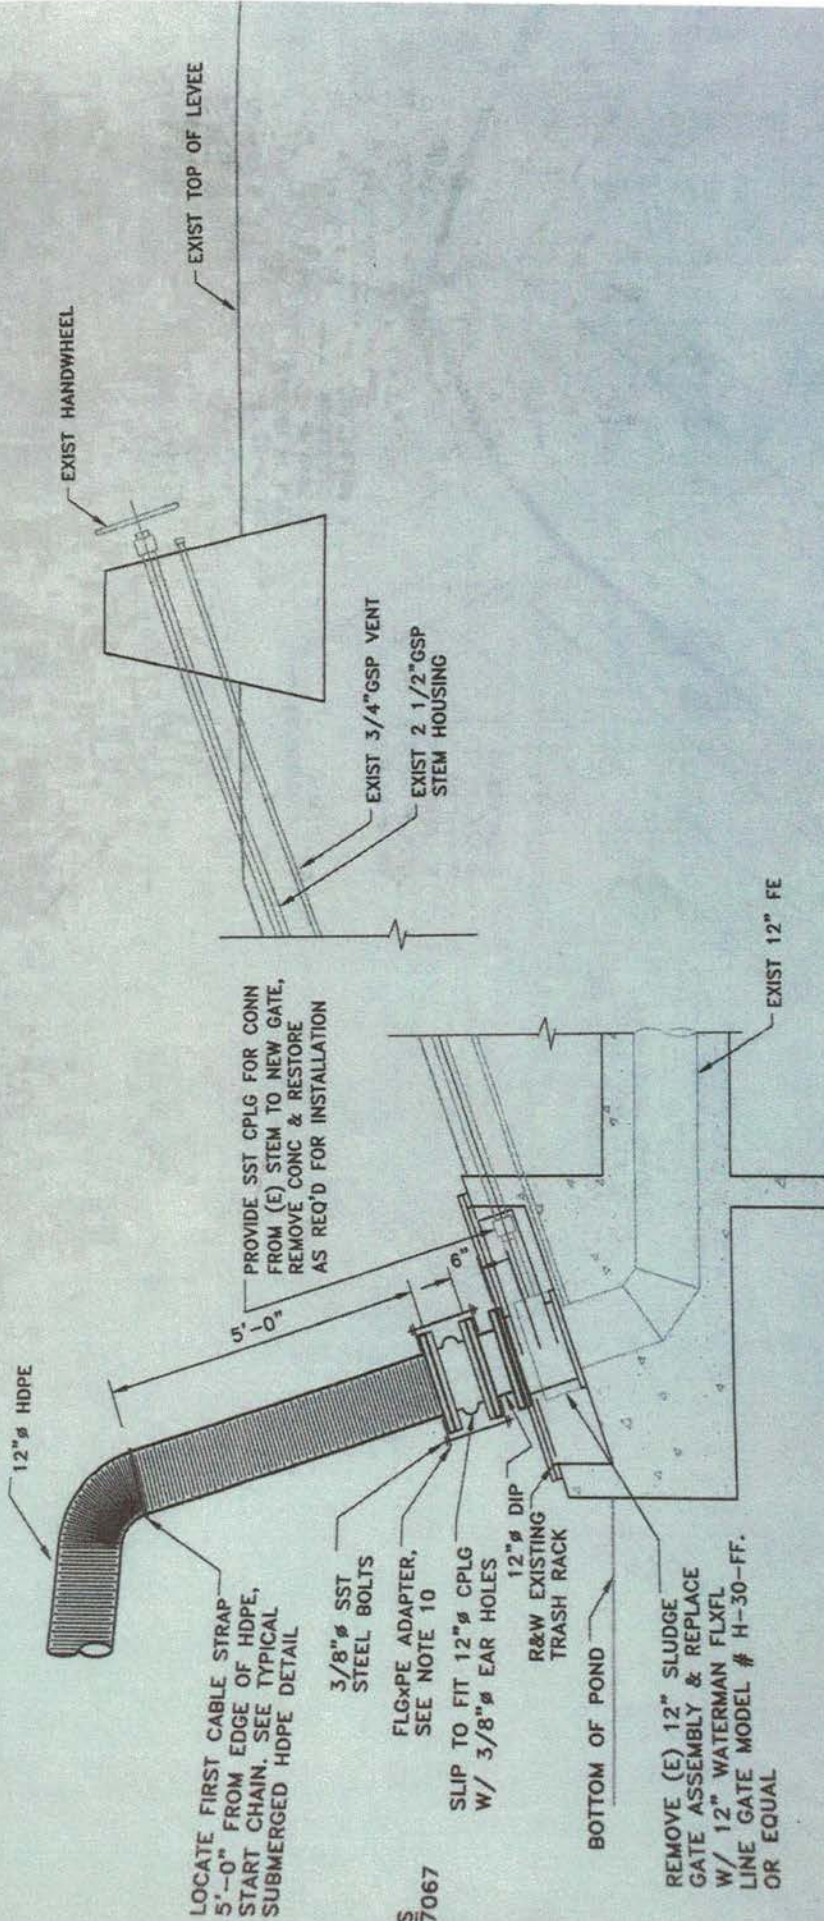 12"ø HDPE
LOCATE FIRST CABLE STRAP
5'-0" FROM EDGE OF HDPE,
START CHAIN. SEE TYPICAL
SUBMERGED HDPE DETAIL
3/8"ø SST
STEEL BOLTS
FLGxPE ADAPTER,
SEE NOTE 10
SLIP TO FIT 12"ø CPLG
W/ 3/8"ø EAR HOLES
12"ø DIP
R&W EXISTING
TRASH RACK
BOTTOM OF POND
REMOVE (E) 12" SLUDGE
GATE ASSEMBLY & REPLACE
W/ 12" WATERMAN FLXFL
LINE GATE MODEL # H-30-FF.
OR EQUAL
S
7067
5'-0"
6"
PROVIDE SST CPLG FOR CONN
FROM (E) STEM TO NEW GATE,
REMOVE CONC & RESTORE
AS REQ'D FOR INSTALLATION
EXIST 12" FE
EXIST 3/4"GSP VENT
EXIST 2 1/2"GSP
STEM HOUSING
EXIST HANDWHEEL
EXIST TOP OF LEVEE